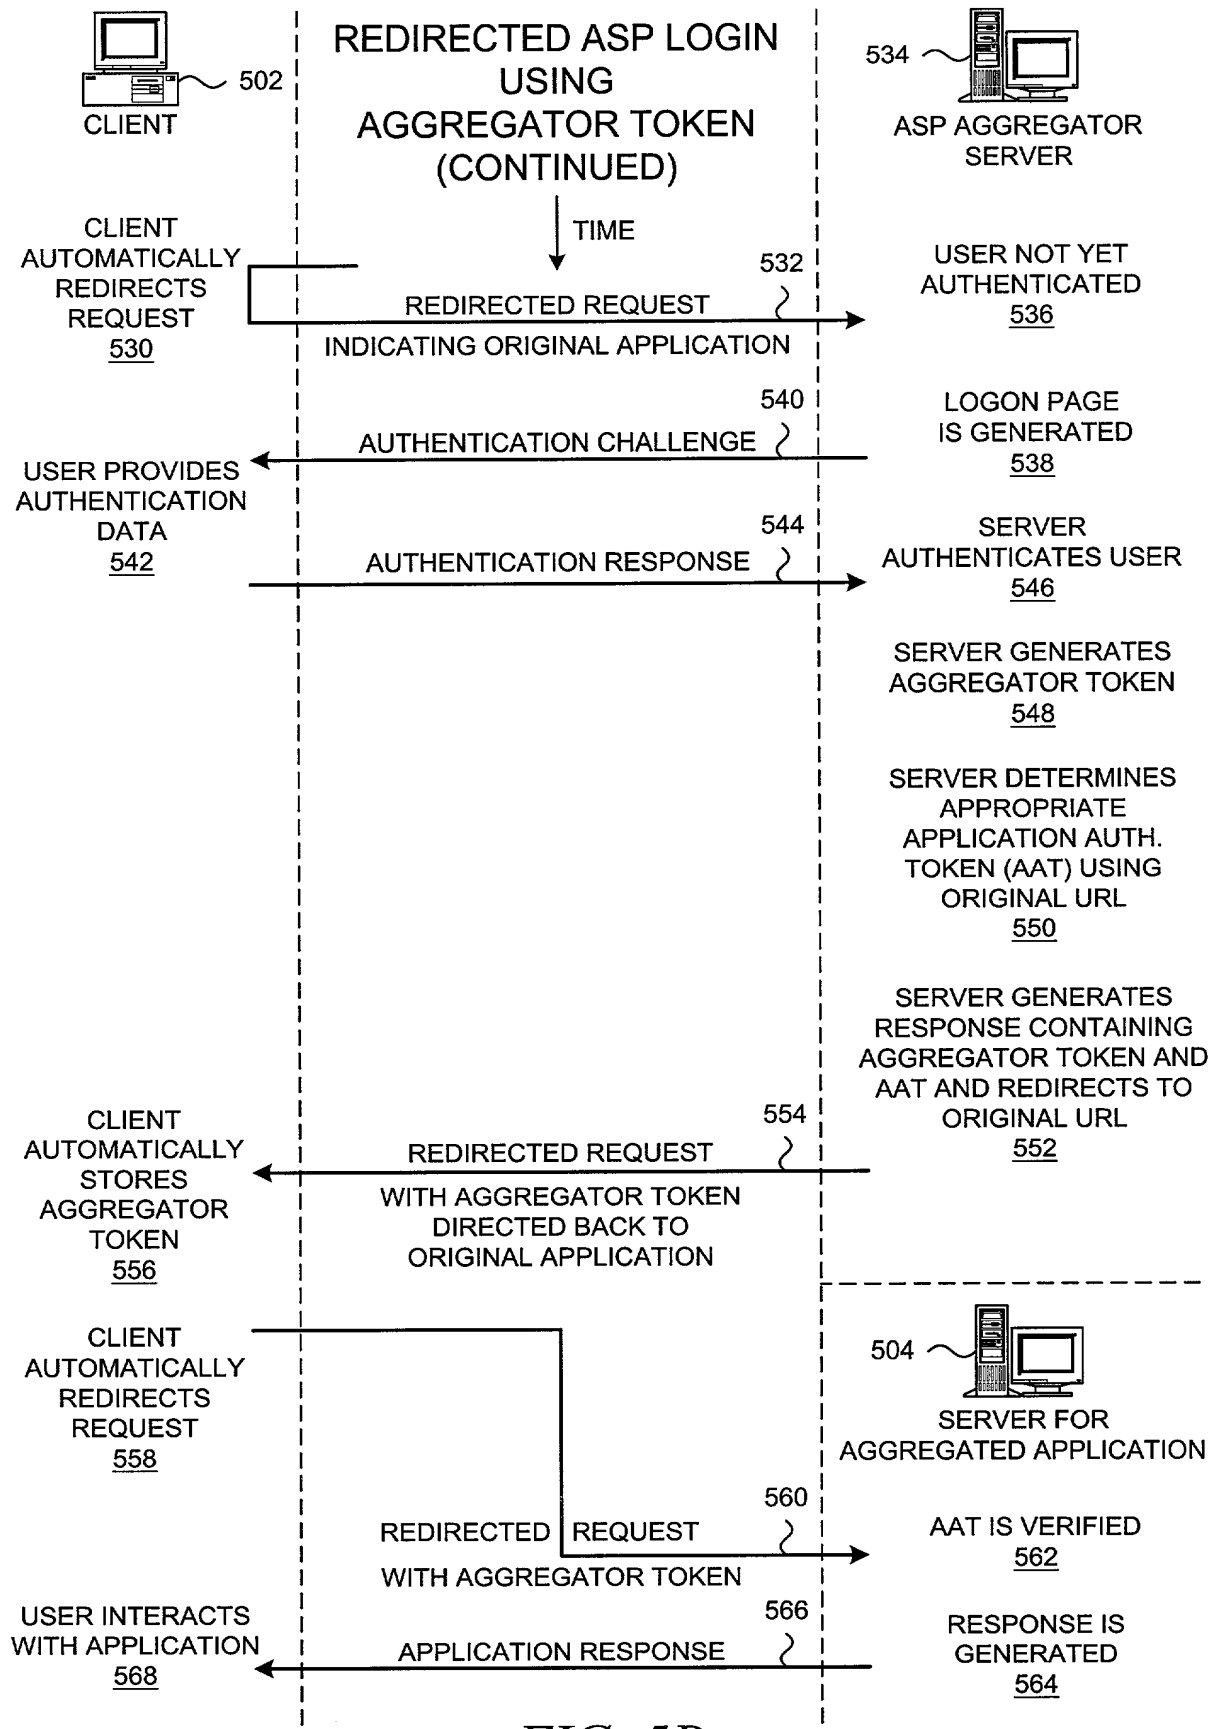 REDIRECTED ASP LOGIN
USING
AGGREGATOR TOKEN
(CONTINUED)
502
CLIENT
534
ASP AGGREGATOR
SERVER
TIME
CLIENT
AUTOMATICALLY
REDIRECTS
REQUEST
530
532
REDIRECTED REQUEST
INDICATING ORIGINAL APPLICATION
USER NOT YET
AUTHENTICATED
536
540
AUTHENTICATION CHALLENGE
LOGON PAGE
IS GENERATED
538
USER PROVIDES
AUTHENTICATION
DATA
542
544
AUTHENTICATION RESPONSE
SERVER
AUTHENTICATES USER
546
SERVER GENERATES
AGGREGATOR TOKEN
548
SERVER DETERMINES
APPROPRIATE
APPLICATION AUTH.
TOKEN (AAT) USING
ORIGINAL URL
550
SERVER GENERATES
RESPONSE CONTAINING
AGGREGATOR TOKEN AND
AAT AND REDIRECTS TO
ORIGINAL URL
552
554
REDIRECTED REQUEST
WITH AGGREGATOR TOKEN
DIRECTED BACK TO
ORIGINAL APPLICATION
CLIENT
AUTOMATICALLY
STORES
AGGREGATOR
TOKEN
556
CLIENT
AUTOMATICALLY
REDIRECTS
REQUEST
558
504
SERVER FOR
AGGREGATED APPLICATION
560
REDIRECTED REQUEST
WITH AGGREGATOR TOKEN
AAT IS VERIFIED
562
566
APPLICATION RESPONSE
RESPONSE IS
GENERATED
564
USER INTERACTS
WITH APPLICATION
568